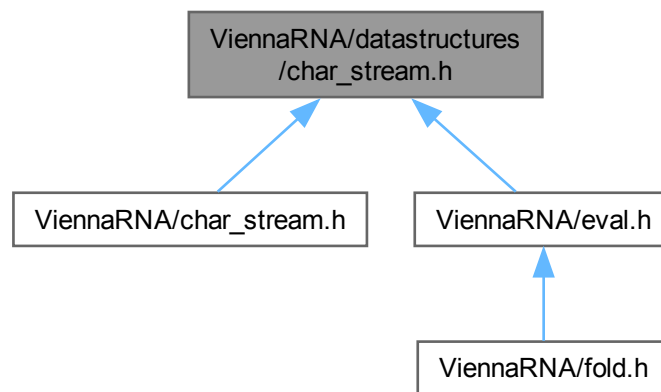 ViennaRNA/datastructures
/char_stream.h
ViennaRNA/char_stream.h
ViennaRNA/eval.h
ViennaRNA/fold.h